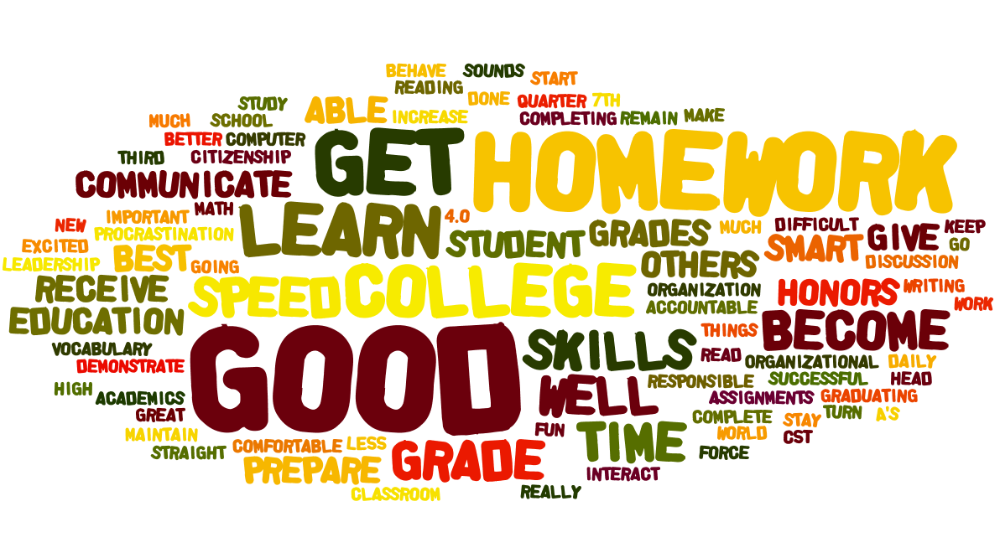 BEHAVE SOUNDS START
READING DONE QUARTER 7TH
STUDY ABLE INCREASE COMPLETING REMAIN MAKE
MUCH SCHOOL
BETTER COMPUTER GET HOMEWORK
THIRD CITIZENSHIP
COMMUNICATE
MATH
NEW IMPORTANT LEARN 4.0 GRADES MUCH DIFFICULT GIVE KEEP
PROCRASTINATION STUDENT SMART GO
EXCITED BEST OTHERS DISCUSSION
LEADERSHIP GOING
RECEIVE SPEED COLLEGE ORGANIZATION HONORS WRITING
ACCOUNTABLE WORK
EDUCATION THINGS BECOME
VOCABULARY GOOD SKILLS READ ORGANIZATIONAL DAILY
DEMONSTRATE
HIGH WELL RESPONSIBLE SUCCESSFUL HEAD
ACADEMICS ASSIGNMENTS GRADUATING
GREAT COMPLETE STAY TURN A'S
MAINTAIN FUN TIME WORLD CST
STRAIGHT COMFORTABLE LESS GRADE FORCE
PREPARE INTERACT
CLASSROOM REALLY